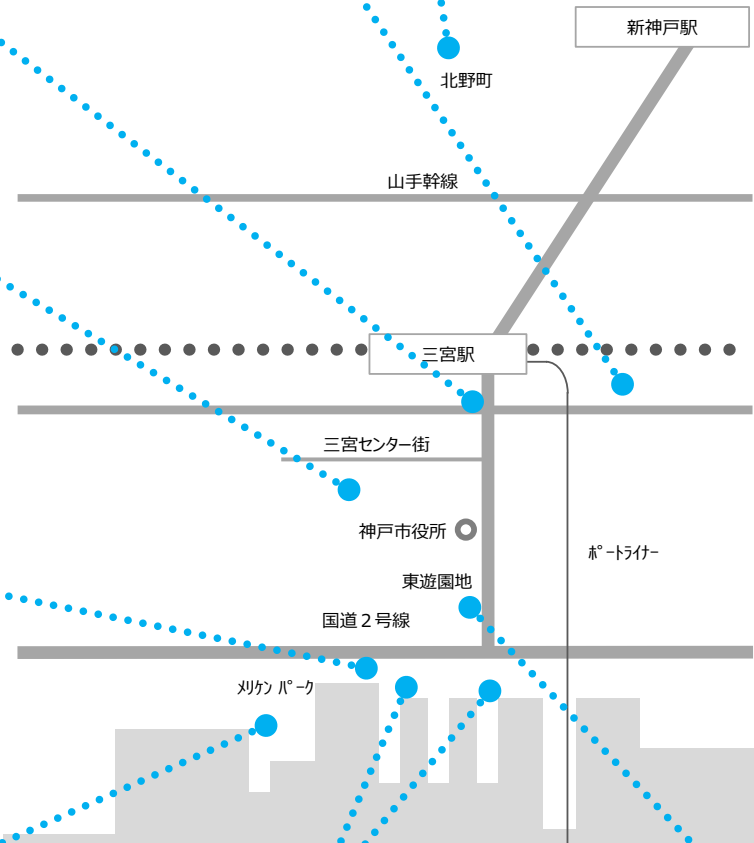 新神戸駅
北野町
山手幹線
三宮駅
三宮センター街
神戸市役所
ﾎﾟｰﾄﾗｲﾅｰ
東遊園地
国道２号線
ﾒﾘｹﾝ ﾊﾟｰｸ